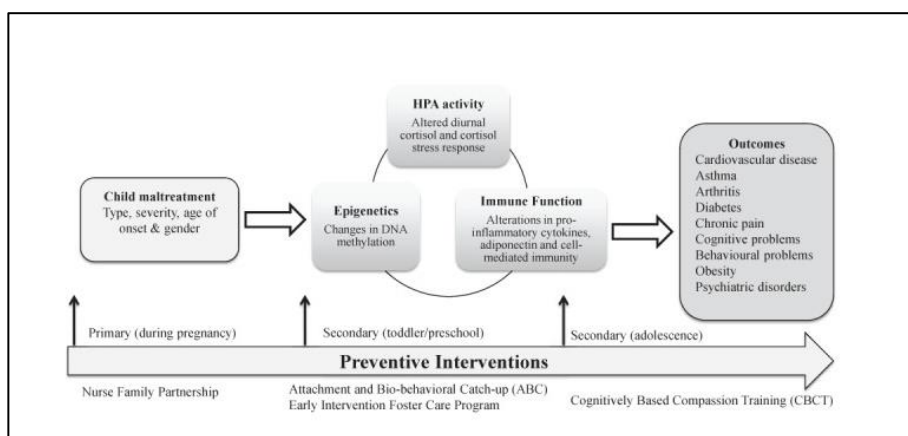 HPA activity
Altered diurnal
cortisol and cortisol
stress response
Outcomes
Cardiovascular disease
Asthma
Arthritis
Diabetes
Chronic pain
Cognitive problems
Behavioural problems
Obesity
Psychiatric disorders
Child maltreatment
Type, severity, age of
onset & gender
Epigenetics
Changes in DNA
methylation
Immune Function
Alterations in pro-
inflammatory cytokines,
adiponectin and cell-
mediated immunity
Primary (during pregnancy)
Secondary (toddler/preschool)
Secondary (adolescence)
Preventive Interventions
Nurse Family Partnership
Attachment and Bio-behavioral Catch-up (ABC)
Early Intervention Foster Care Program
Cognitively Based Compassion Training (CBCT)